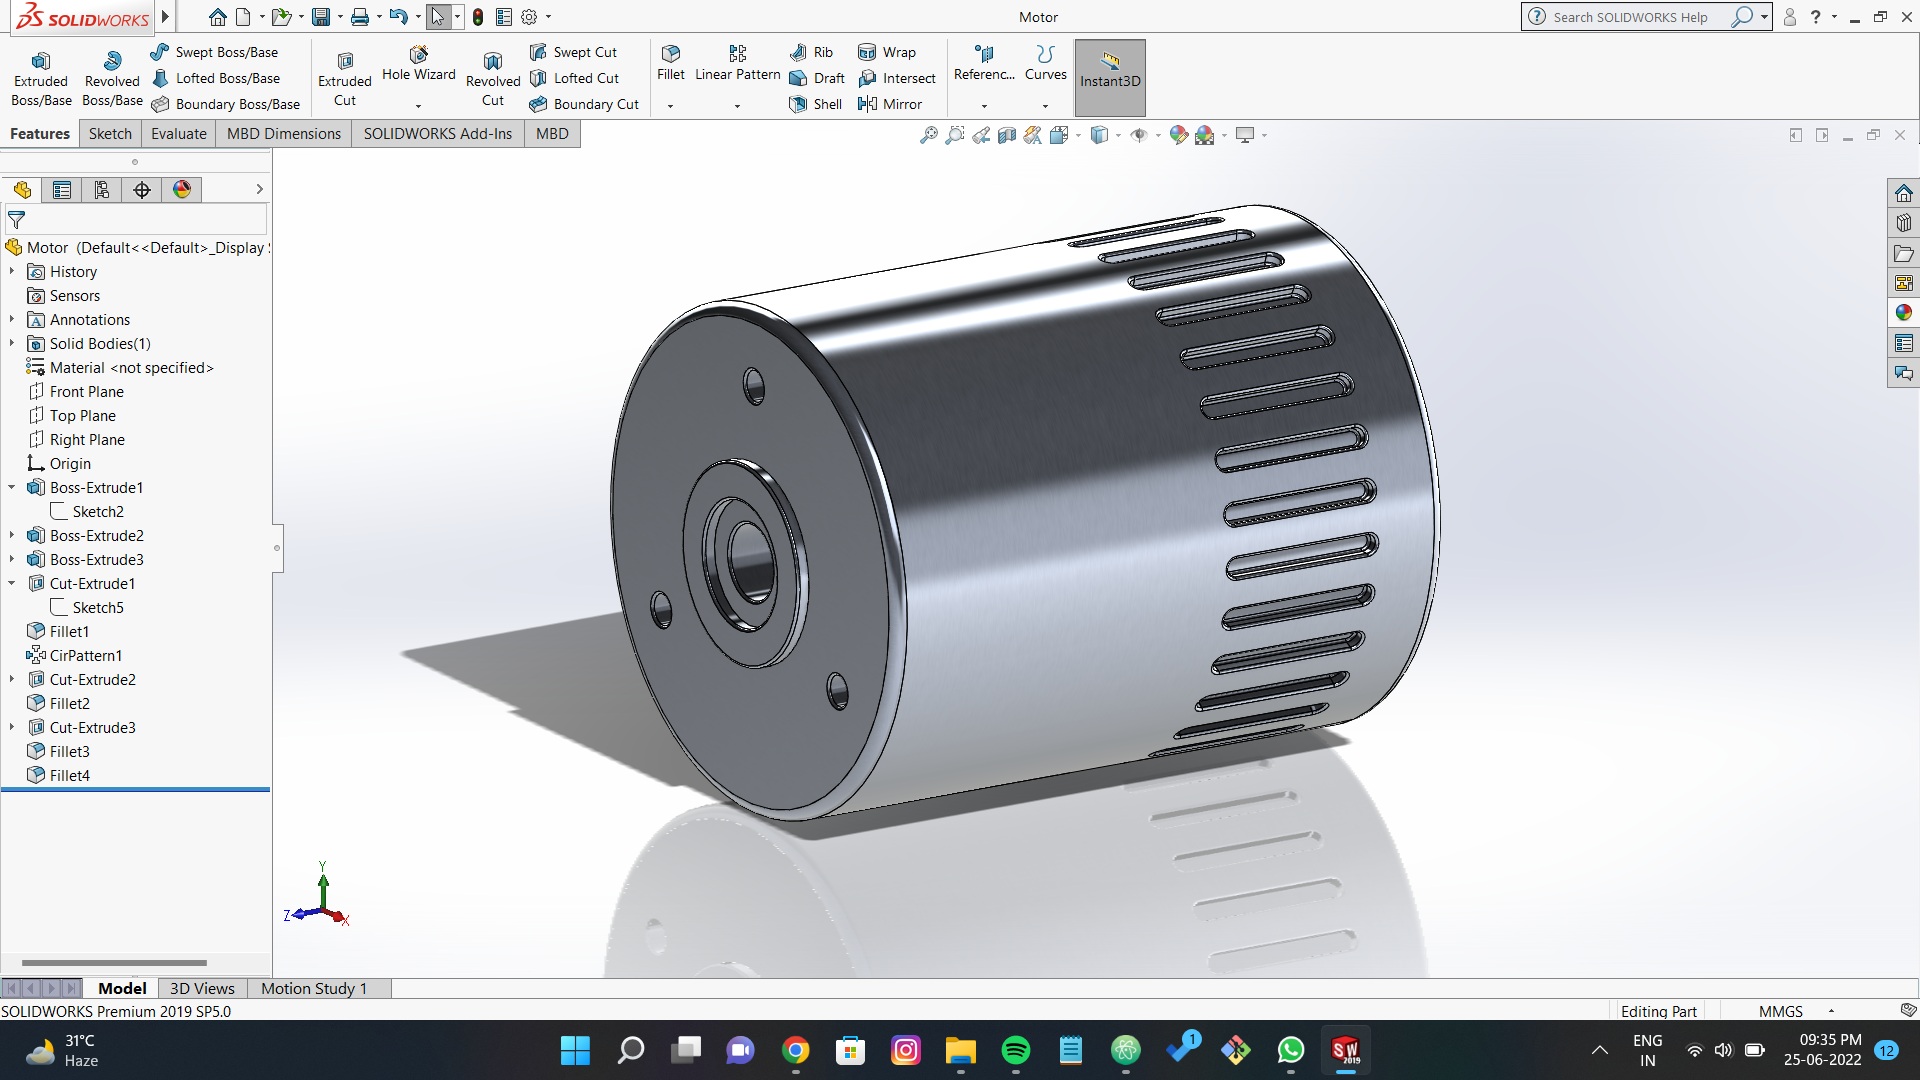 SOLIDWORKS
Motor
Search SOLIDWORKS Help
Extruded Boss/Base
Revolved Boss/Base
Swept Boss/Base
Lofted Boss/Base
Boundary Boss/Base
Extruded Cut
Hole Wizard
Revolved Cut
Swept Cut
Lofted Cut
Boundary Cut
Fillet
Linear Pattern
Rib
Draft
Shell
Wrap
Intersect
Mirror
Referenc...
Curves
Instant3D
Features
Sketch
Evaluate
MBD Dimensions
SOLIDWORKS Add-Ins
MBD
Motor (Default<<Default>_Display
History
Sensors
Annotations
Solid Bodies(1)
Material <not specified>
Front Plane
Top Plane
Right Plane
Origin
Boss-Extrude1
Sketch2
Boss-Extrude2
Boss-Extrude3
Cut-Extrude1
Sketch5
Fillet1
CirPattern1
Cut-Extrude2
Fillet2
Cut-Extrude3
Fillet3
Fillet4
Y
Z
X
Model
3D Views
Motion Study 1
SOLIDWORKS Premium 2019 SP5.0
Editing Part
MMGS
31°C
Haze
1
SW
2019
ENG
IN
09:35 PM
25-06-2022
12